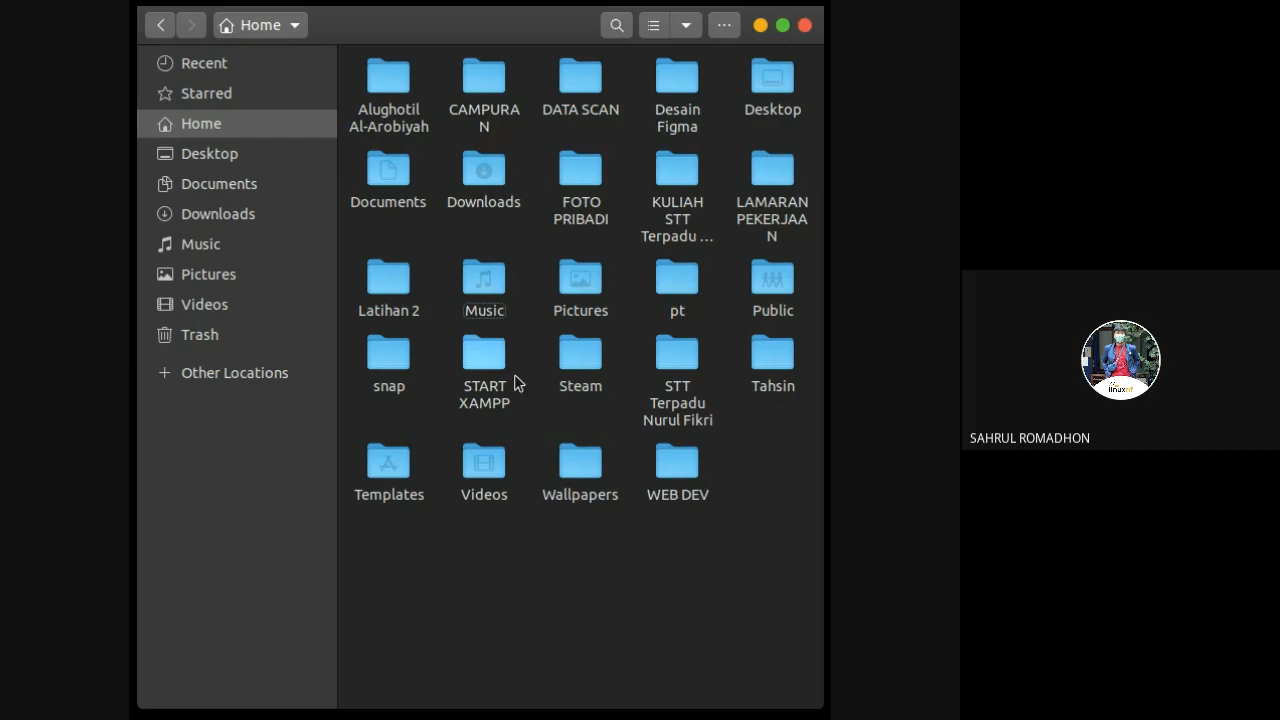 Home
Recent
Starred
Home
Desktop
Documents
Downloads
Music
Pictures
Videos
Trash
Other Locations
Alughotil
Al-Arobiyah
CAMPURA
N
DATA SCAN
Desain
Figma
Desktop
Documents
Downloads
FOTO
PRIBADI
KULIAH
STT
Terpadu ...
LAMARAN
PEKERJAA
N
Latihan 2
Music
Pictures
pt
Public
snap
START
XAMPP
Steam
STT
Terpadu
Nurul Fikri
Tahsin
Templates
Videos
Wallpapers
WEB DEV
linuxnf
SAHRUL ROMADHON